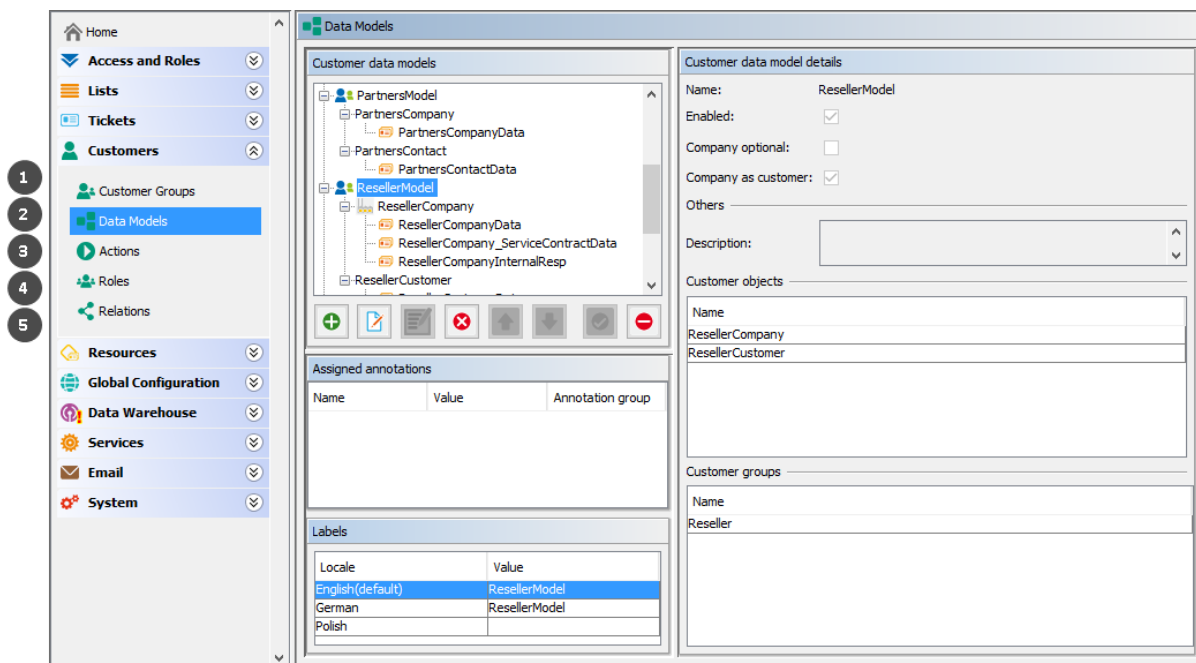 Home
Access and Roles
Lists
Tickets
Customers
1 Customer Groups
2 Data Models
3 Actions
4 Roles
5 Relations
Resources
Global Configuration
Data Warehouse
Services
Email
System
Data Models
Customer data models
PartnersModel
PartnersCompany
PartnersCompanyData
PartnersContact
PartnersContactData
ResellerModel
ResellerCompany
ResellerCompanyData
ResellerCompany_ServiceContractData
ResellerCompanyInternalResp
ResellerCustomer
Assigned annotations
Name Value Annotation group
Labels
Locale Value
English(default) ResellerModel
German ResellerModel
Polish
Customer data model details
Name: ResellerModel
Enabled:
Company optional:
Company as customer:
Others
Description:
Customer objects
Name
ResellerCompany
ResellerCustomer
Customer groups
Name
Reseller